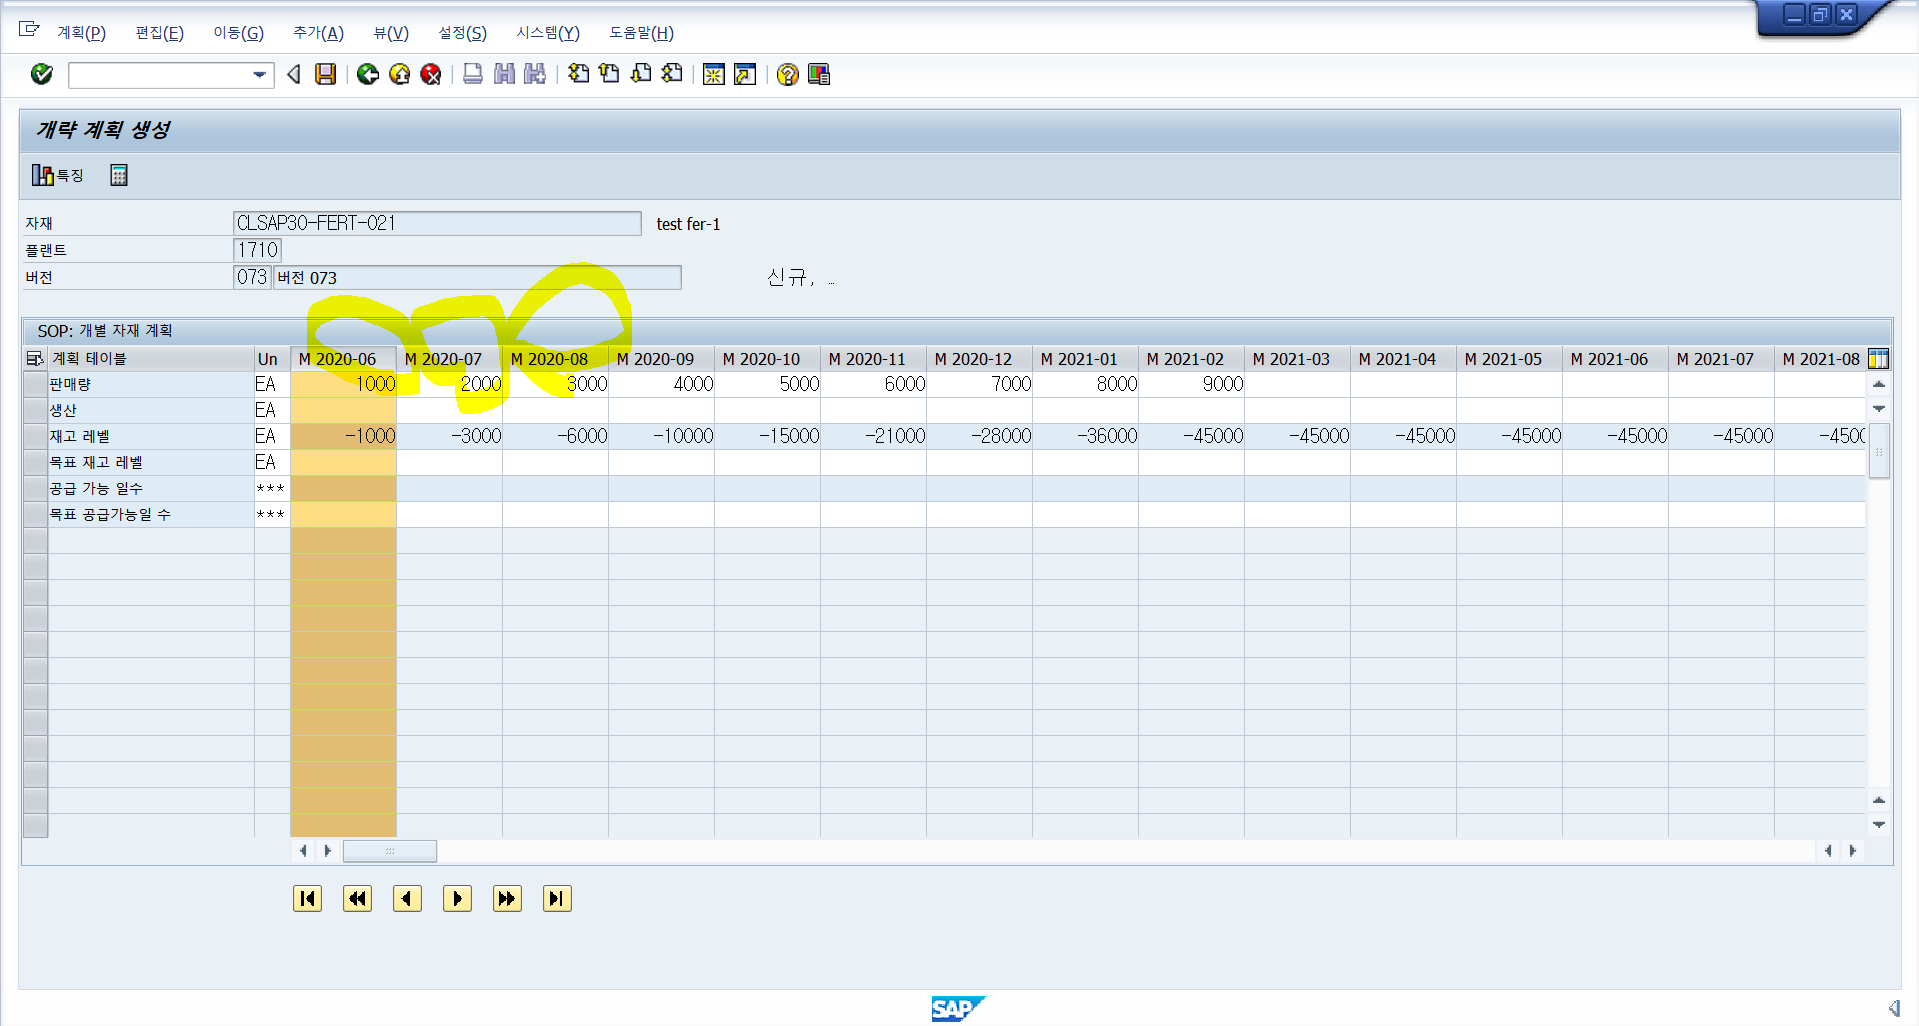 계획(P) 편집(E) 이동(G) 추가(A) 뷰(V) 설정(S) 시스템(Y) 도움말(H)
개략 계획 생성
특징
자재 CLSAP30-FERT-021 test fer-1
플랜트 1710
버전 073 버전 073 신규, …
SOP: 개별 자재 계획
계획 테이블 Un M 2020-06 M 2020-07 M 2020-08 M 2020-09 M 2020-10 M 2020-11 M 2020-12 M 2021-01 M 2021-02 M 2021-03 M 2021-04 M 2021-05 M 2021-06 M 2021-07 M 2021-08
판매량 EA 1000 2000 3000 4000 5000 6000 7000 8000 9000
생산 EA
재고 레벨 EA -1000 -3000 -6000 -10000 -15000 -21000 -28000 -36000 -45000 -45000 -45000 -45000 -45000 -45000 -4500
목표 재고 레벨 EA
공급 가능 일수 ***
목표 공급가능일 수 ***
SAP